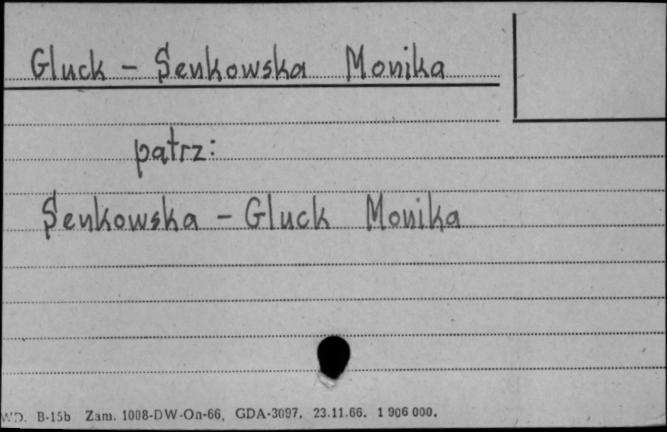 Gluck - Senkowska Monika
patrz:
Senkowska - Gluck Monika
WD. B-15b Zam. 1008-DW-On-66, GDA-3097. 23.11.66. 1 906 000.